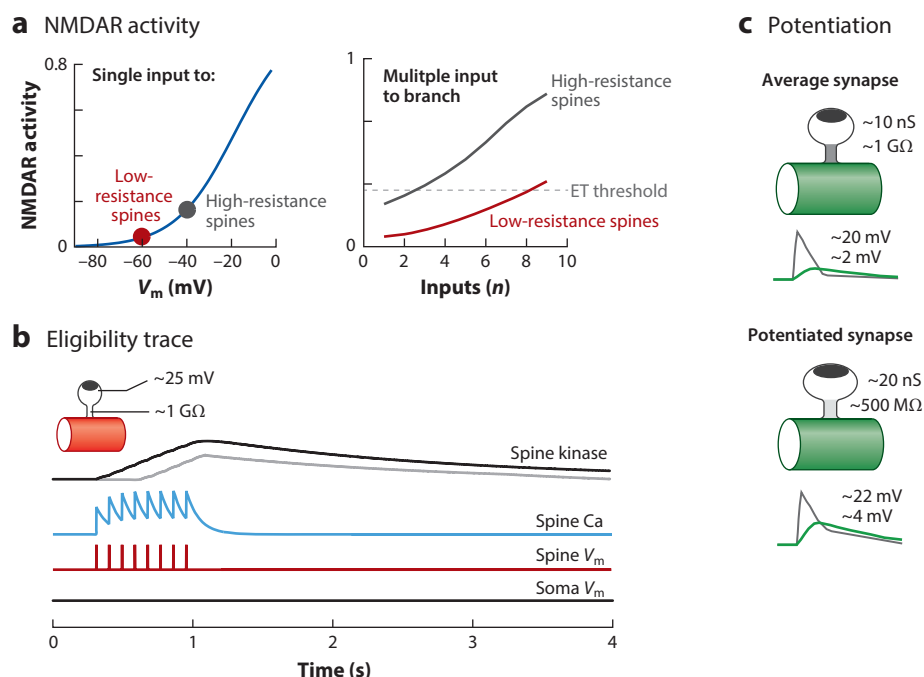 a NMDAR activity
NMDAR activity
0.8
0
Single input to:
Low-
resistance
spines
High-resistance
spines
−80
−60
−40
−20
0
Vm (mV)
1
0
Mulitple input
to branch
High-resistance
spines
ET threshold
Low-resistance spines
0
2
4
6
8
10
Inputs (n)
b Eligibility trace
~25 mV
~1 GΩ
Spine kinase
Spine Ca
Spine Vm
Soma Vm
0
1
2
3
4
Time (s)
c Potentiation
Average synapse
~10 nS
~1 GΩ
~20 mV
~2 mV
Potentiated synapse
~20 nS
~500 MΩ
~22 mV
~4 mV